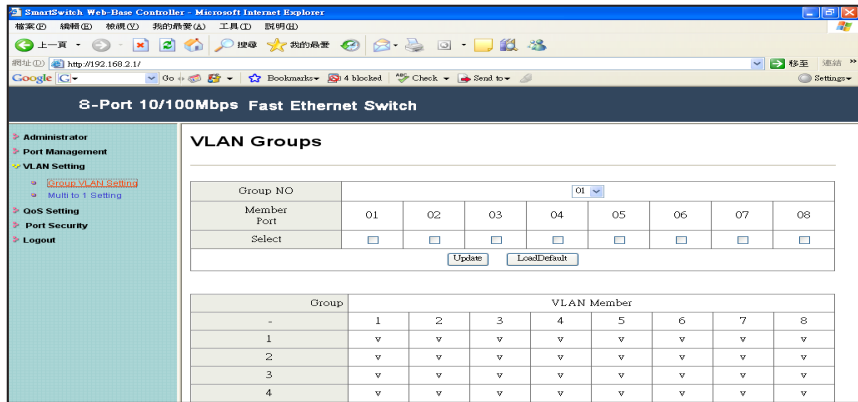 SmartSwitch Web-Base Controller - Microsoft Internet Explorer
檔案(F) 編輯(E) 檢視(V) 我的最愛(A) 工具(T) 說明(H)
上一頁 搜尋 我的最愛
網址(D) http://192.168.2.1/ 移至 連結 »
Google G Go Bookmarks 4 blocked ABC Check Send to Settings
8-Port 10/100Mbps Fast Ethernet Switch
Administrator
Port Management
VLAN Setting
Group VLAN Setting
Multi to 1 Setting
QoS Setting
Port Security
Logout
VLAN Groups
Group NO 01
Member Port 01 02 03 04 05 06 07 08
Select
Update LoadDefault
Group VLAN Member
- 1 2 3 4 5 6 7 8
1 v v v v v v v v
2 v v v v v v v v
3 v v v v v v v v
4 v v v v v v v v